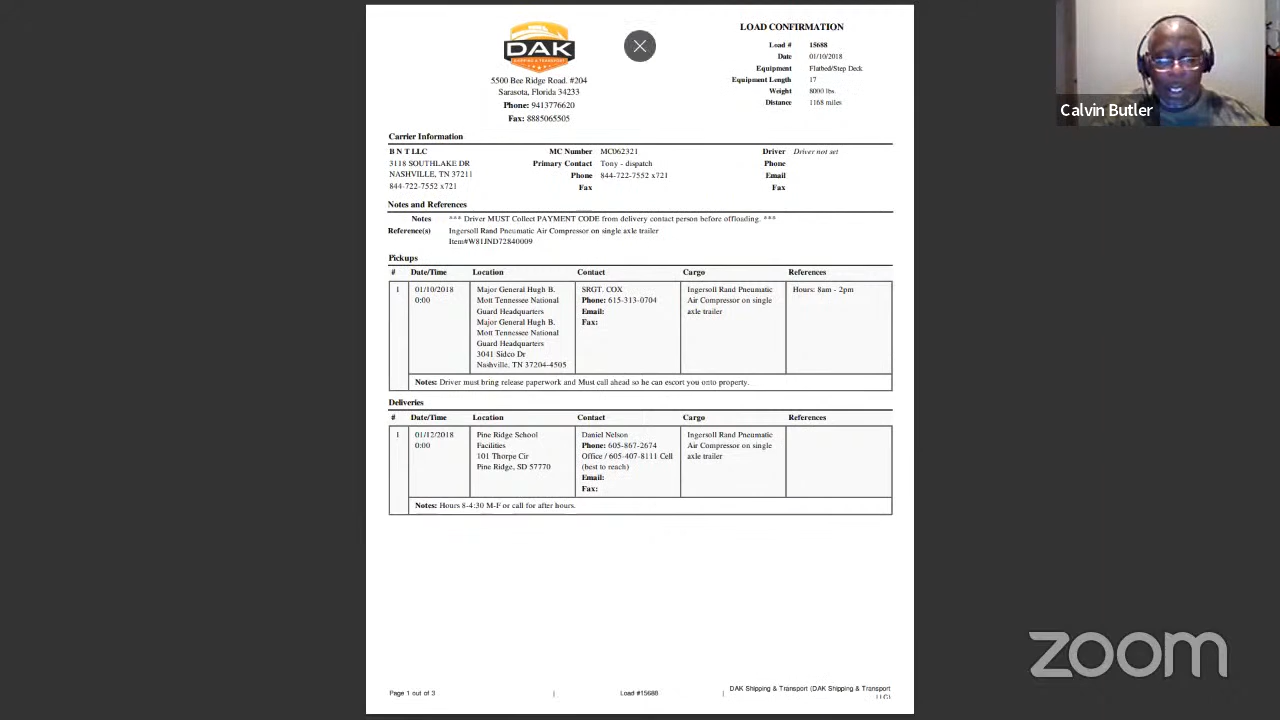 DAK
SHIPPING & TRANSPORT
5500 Bee Ridge Road. #204
Sarasota, Florida 34233
Phone: 9413776620
Fax: 8885065505
LOAD CONFIRMATION
Load # 15688
Date 01/10/2018
Equipment Flatbed/Step Deck
Equipment Length 17
Weight 8000 lbs.
Distance 1168 miles
Calvin Butler
Carrier Information
B N T LLC MC Number MC062321 Driver Driver not set
3118 SOUTHLAKE DR Primary Contact Tony - dispatch Phone
NASHVILLE, TN 37211 Phone 844-722-7552 x721 Email
844-722-7552 x721 Fax Fax
Notes and References
Notes *** Driver MUST Collect PAYMENT CODE from delivery contact person before offloading. ***
Reference(s) Ingersoll Rand Pneumatic Air Compressor on single axle trailer
Item#W81JND72840009
Pickups
# Date/Time Location Contact Cargo References
1 01/10/2018 Major General Hugh B. SRGT. COX Ingersoll Rand Pneumatic Hours: 8am - 2pm
0:00 Mott Tennessee National Phone: 615-313-0704 Air Compressor on single
Guard Headquarters Email: axle trailer
Major General Hugh B. Fax:
Mott Tennessee National
Guard Headquarters
3041 Sidco Dr
Nashville, TN 37204-4505
Notes: Driver must bring release paperwork and Must call ahead so he can escort you onto property.
Deliveries
# Date/Time Location Contact Cargo References
1 01/12/2018 Pine Ridge School Daniel Nelson Ingersoll Rand Pneumatic
0:00 Facilities Phone: 605-867-2674 Air Compressor on single
101 Thorpe Cir Office / 605-407-8111 Cell axle trailer
Pine Ridge, SD 57770 (best to reach)
Email:
Fax:
Notes: Hours 8-4:30 M-F or call for after hours.
zoom
Page 1 out of 3 | Load #15688 | DAK Shipping & Transport (DAK Shipping & Transport
LLC)